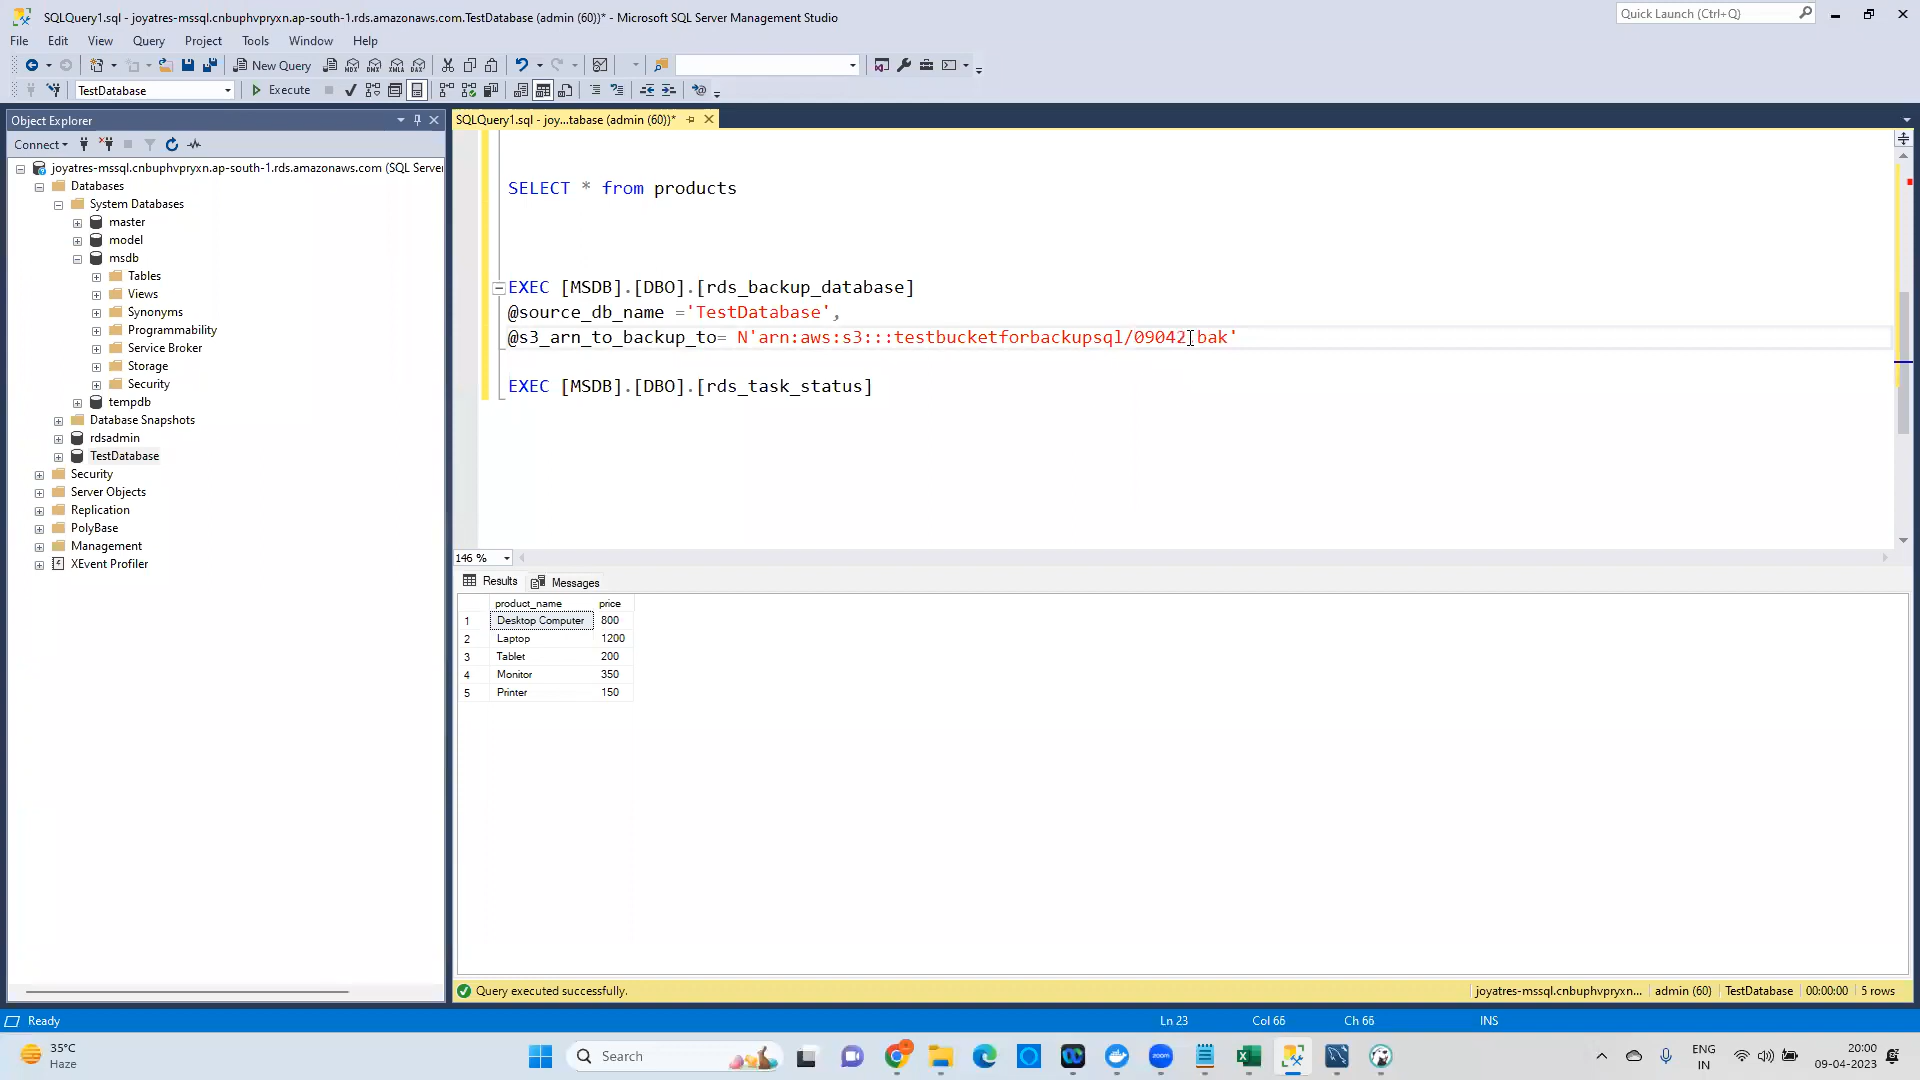 SQLQuery1.sql - joyatres-mssql.cnbuphvpryxn.ap-south-1.rds.amazonaws.com.TestDatabase (admin (60))* - Microsoft SQL Server Management Studio
Quick Launch (Ctrl+Q)
File Edit View Query Project Tools Window Help
New Query
TestDatabase
Execute
Object Explorer
SQLQuery1.sql - joy...tabase (admin (60))*
Connect
joyatres-mssql.cnbuphvpryxn.ap-south-1.rds.amazonaws.com (SQL Server
Databases
System Databases
master
model
msdb
Tables
Views
Synonyms
Programmability
Service Broker
Storage
Security
tempdb
Database Snapshots
rdsadmin
TestDatabase
Security
Server Objects
Replication
PolyBase
Management
XEvent Profiler
SELECT * from products
EXEC [MSDB].[DBO].[rds_backup_database]
@source_db_name ='TestDatabase',
@s3_arn_to_backup_to= N'arn:aws:s3:::testbucketforbackupsql/09042.bak'
EXEC [MSDB].[DBO].[rds_task_status]
146 %
Results Messages
product_name price
1 Desktop Computer 800
2 Laptop 1200
3 Tablet 200
4 Monitor 350
5 Printer 150
Query executed successfully.
joyatres-mssql.cnbuphvpryxn... admin (60) TestDatabase 00:00:00 5 rows
Ready
Ln 23 Col 66 Ch 66 INS
35°C
Haze
Search
zoom
ENG
IN
20:00
09-04-2023